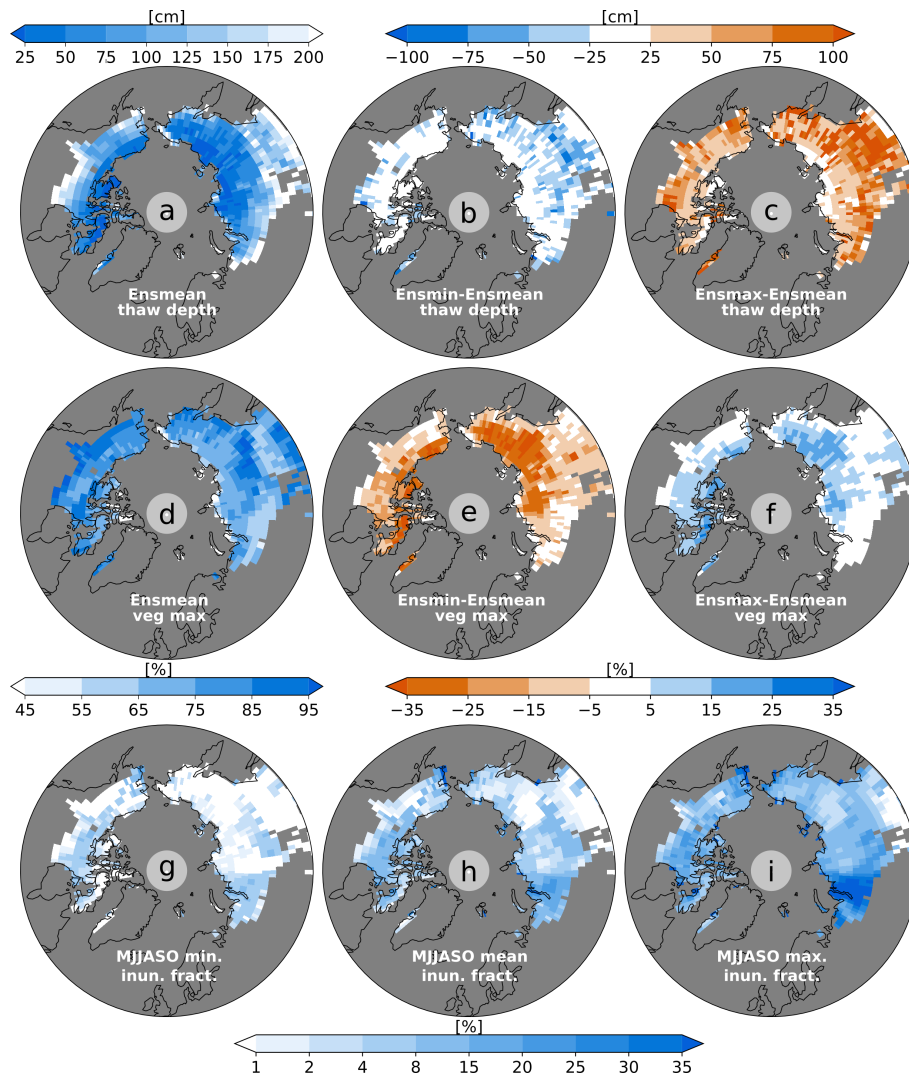 [cm] [cm]
25 50 75 100 125 150 175 200 −100 −75 −50 −25 25 50 75 100
a b c
Ensmean Ensmin-Ensmean Ensmax-Ensmean
thaw depth thaw depth thaw depth
d e f
Ensmean Ensmin-Ensmean Ensmax-Ensmean
veg max veg max veg max
[%] [%]
45 55 65 75 85 95 −35 −25 −15 −5 5 15 25 35
g h i
MJJASO min. MJJASO mean MJJASO max.
inun. fract. inun. fract. inun. fract.
[%]
1 2 4 8 15 20 25 30 35